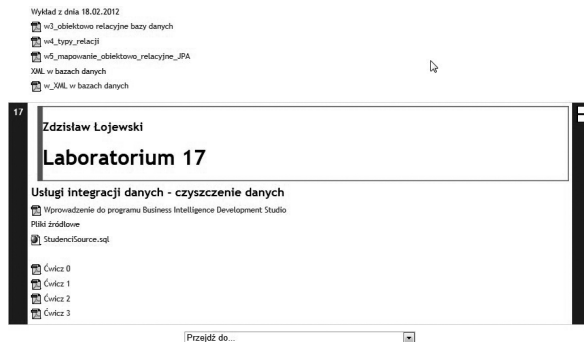 Wykład z dnia 18.02.2012
w3_obiektowo relacyjne bazy danych
w4_typy_relacji
w5_mapowanie_obiektowo_relacyjne_JPA
XML w bazach danych
w_XML w bazach danych
17
Zdzisław Łojewski
Laboratorium 17
Usługi integracji danych - czyszczenie danych
Wprowadzenie do programu Business Intelligence Development Studio
Pliki źródłowe
StudenciSource.sql
Ćwicz 0
Ćwicz 1
Ćwicz 2
Ćwicz 3
Przejdź do...